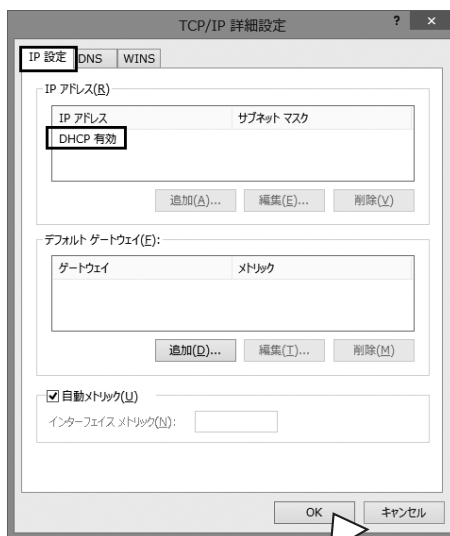 TCP/IP 詳細設定 ? ×
IP 設定 DNS WINS
IP アドレス(R)
IP アドレス サブネット マスク
DHCP 有効
追加(A)... 編集(E)... 削除(V)
デフォルト ゲートウェイ(F):
ゲートウェイ メトリック
追加(D)... 編集(T)... 削除(M)
自動メトリック(U)
インターフェイス メトリック(N):
OK キャンセル